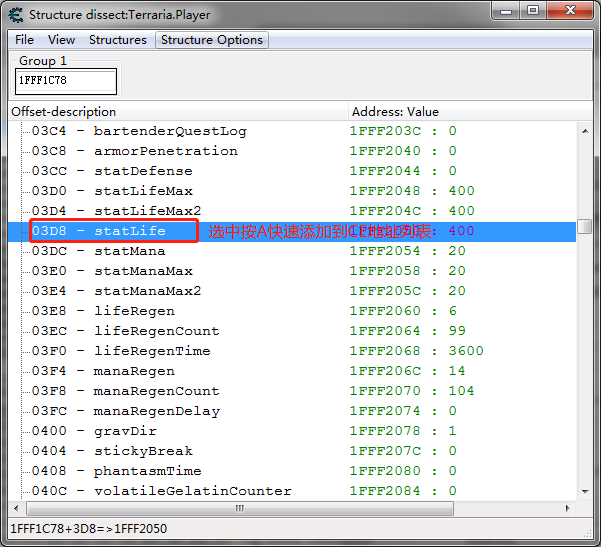 Structure dissect:Terraria.Player
File View Structures Structure Options
Group 1
1FFF1C78
Offset-description Address: Value
03C4 - bartenderQuestLog 1FFF203C : 0
03C8 - armorPenetration 1FFF2040 : 0
03CC - statDefense 1FFF2044 : 0
03D0 - statLifeMax 1FFF2048 : 400
03D4 - statLifeMax2 1FFF204C : 400
03D8 - statLife 选中按A快速添加到CE地址列表 1FFF2050 : 400
03DC - statMana 1FFF2054 : 20
03E0 - statManaMax 1FFF2058 : 20
03E4 - statManaMax2 1FFF205C : 20
03E8 - lifeRegen 1FFF2060 : 6
03EC - lifeRegenCount 1FFF2064 : 99
03F0 - lifeRegenTime 1FFF2068 : 3600
03F4 - manaRegen 1FFF206C : 14
03F8 - manaRegenCount 1FFF2070 : 104
03FC - manaRegenDelay 1FFF2074 : 0
0400 - gravDir 1FFF2078 : 1
0404 - stickyBreak 1FFF207C : 0
0408 - phantasmTime 1FFF2080 : 0
040C - volatileGelatinCounter 1FFF2084 : 0
1FFF1C78+3D8=>1FFF2050